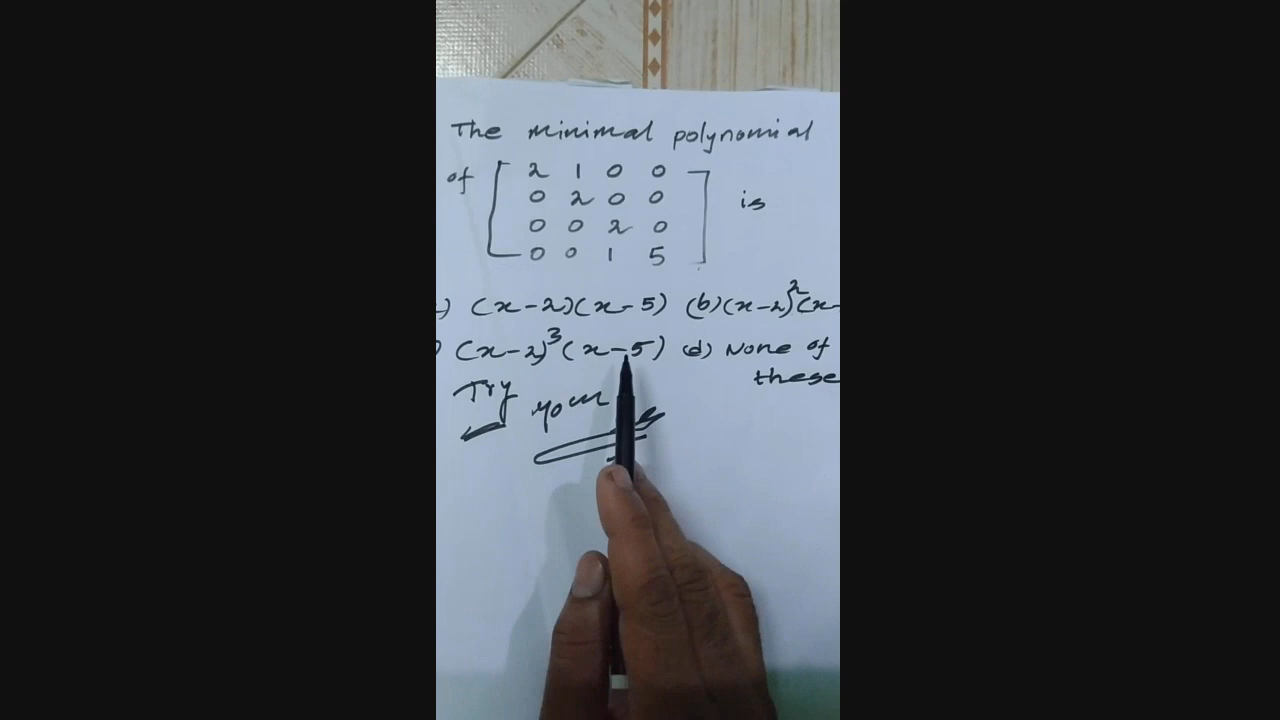 The minimal polynomial
of [ 2 1 0 0
0 2 0 0
0 0 2 0
0 0 1 5 ] is
) (x-2)(x-5) (b) (x-2)²(x-
) (x-2)³(x-5) (d) None of
these
Try your